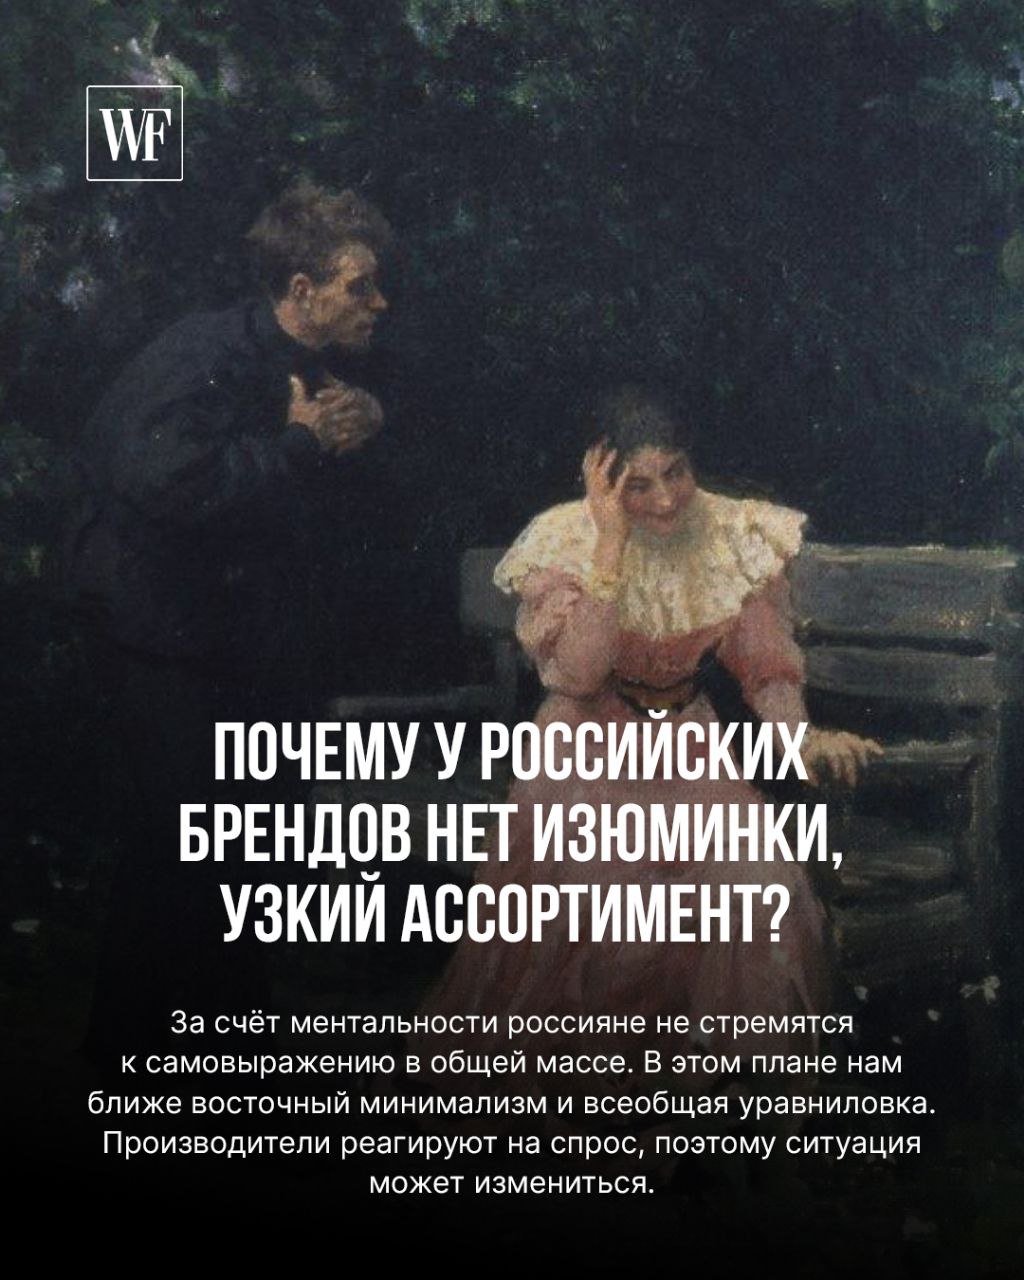 WF
ПОЧЕМУ У РОССИЙСКИХ
БРЕНДОВ НЕТ ИЗЮМИНКИ,
УЗКИЙ АССОРТИМЕНТ?
За счёт ментальности россияне не стремятся
к самовыражению в общей массе. В этом плане нам
ближе восточный минимализм и всеобщая уравниловка.
Производители реагируют на спрос, поэтому ситуация
может измениться.